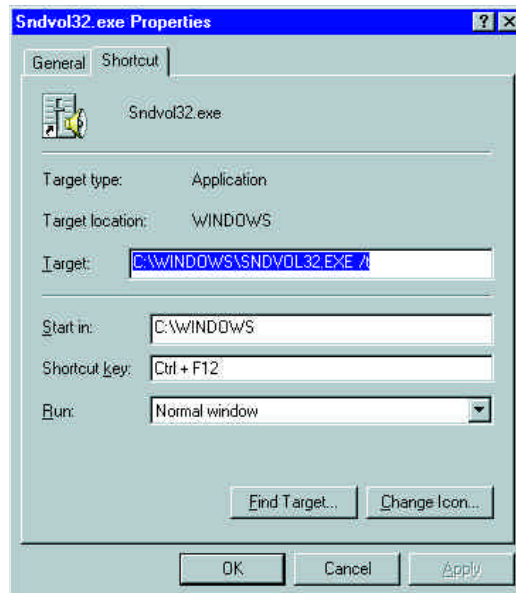 Sndvol32.exe Properties
General Shortcut
Sndvol32.exe
Target type: Application
Target location: WINDOWS
Target: C:\WINDOWS\SNDVOL32.EXE /t
Start in: C:\WINDOWS
Shortcut key: Ctrl + F12
Run: Normal window
Find Target... Change Icon...
OK Cancel Apply